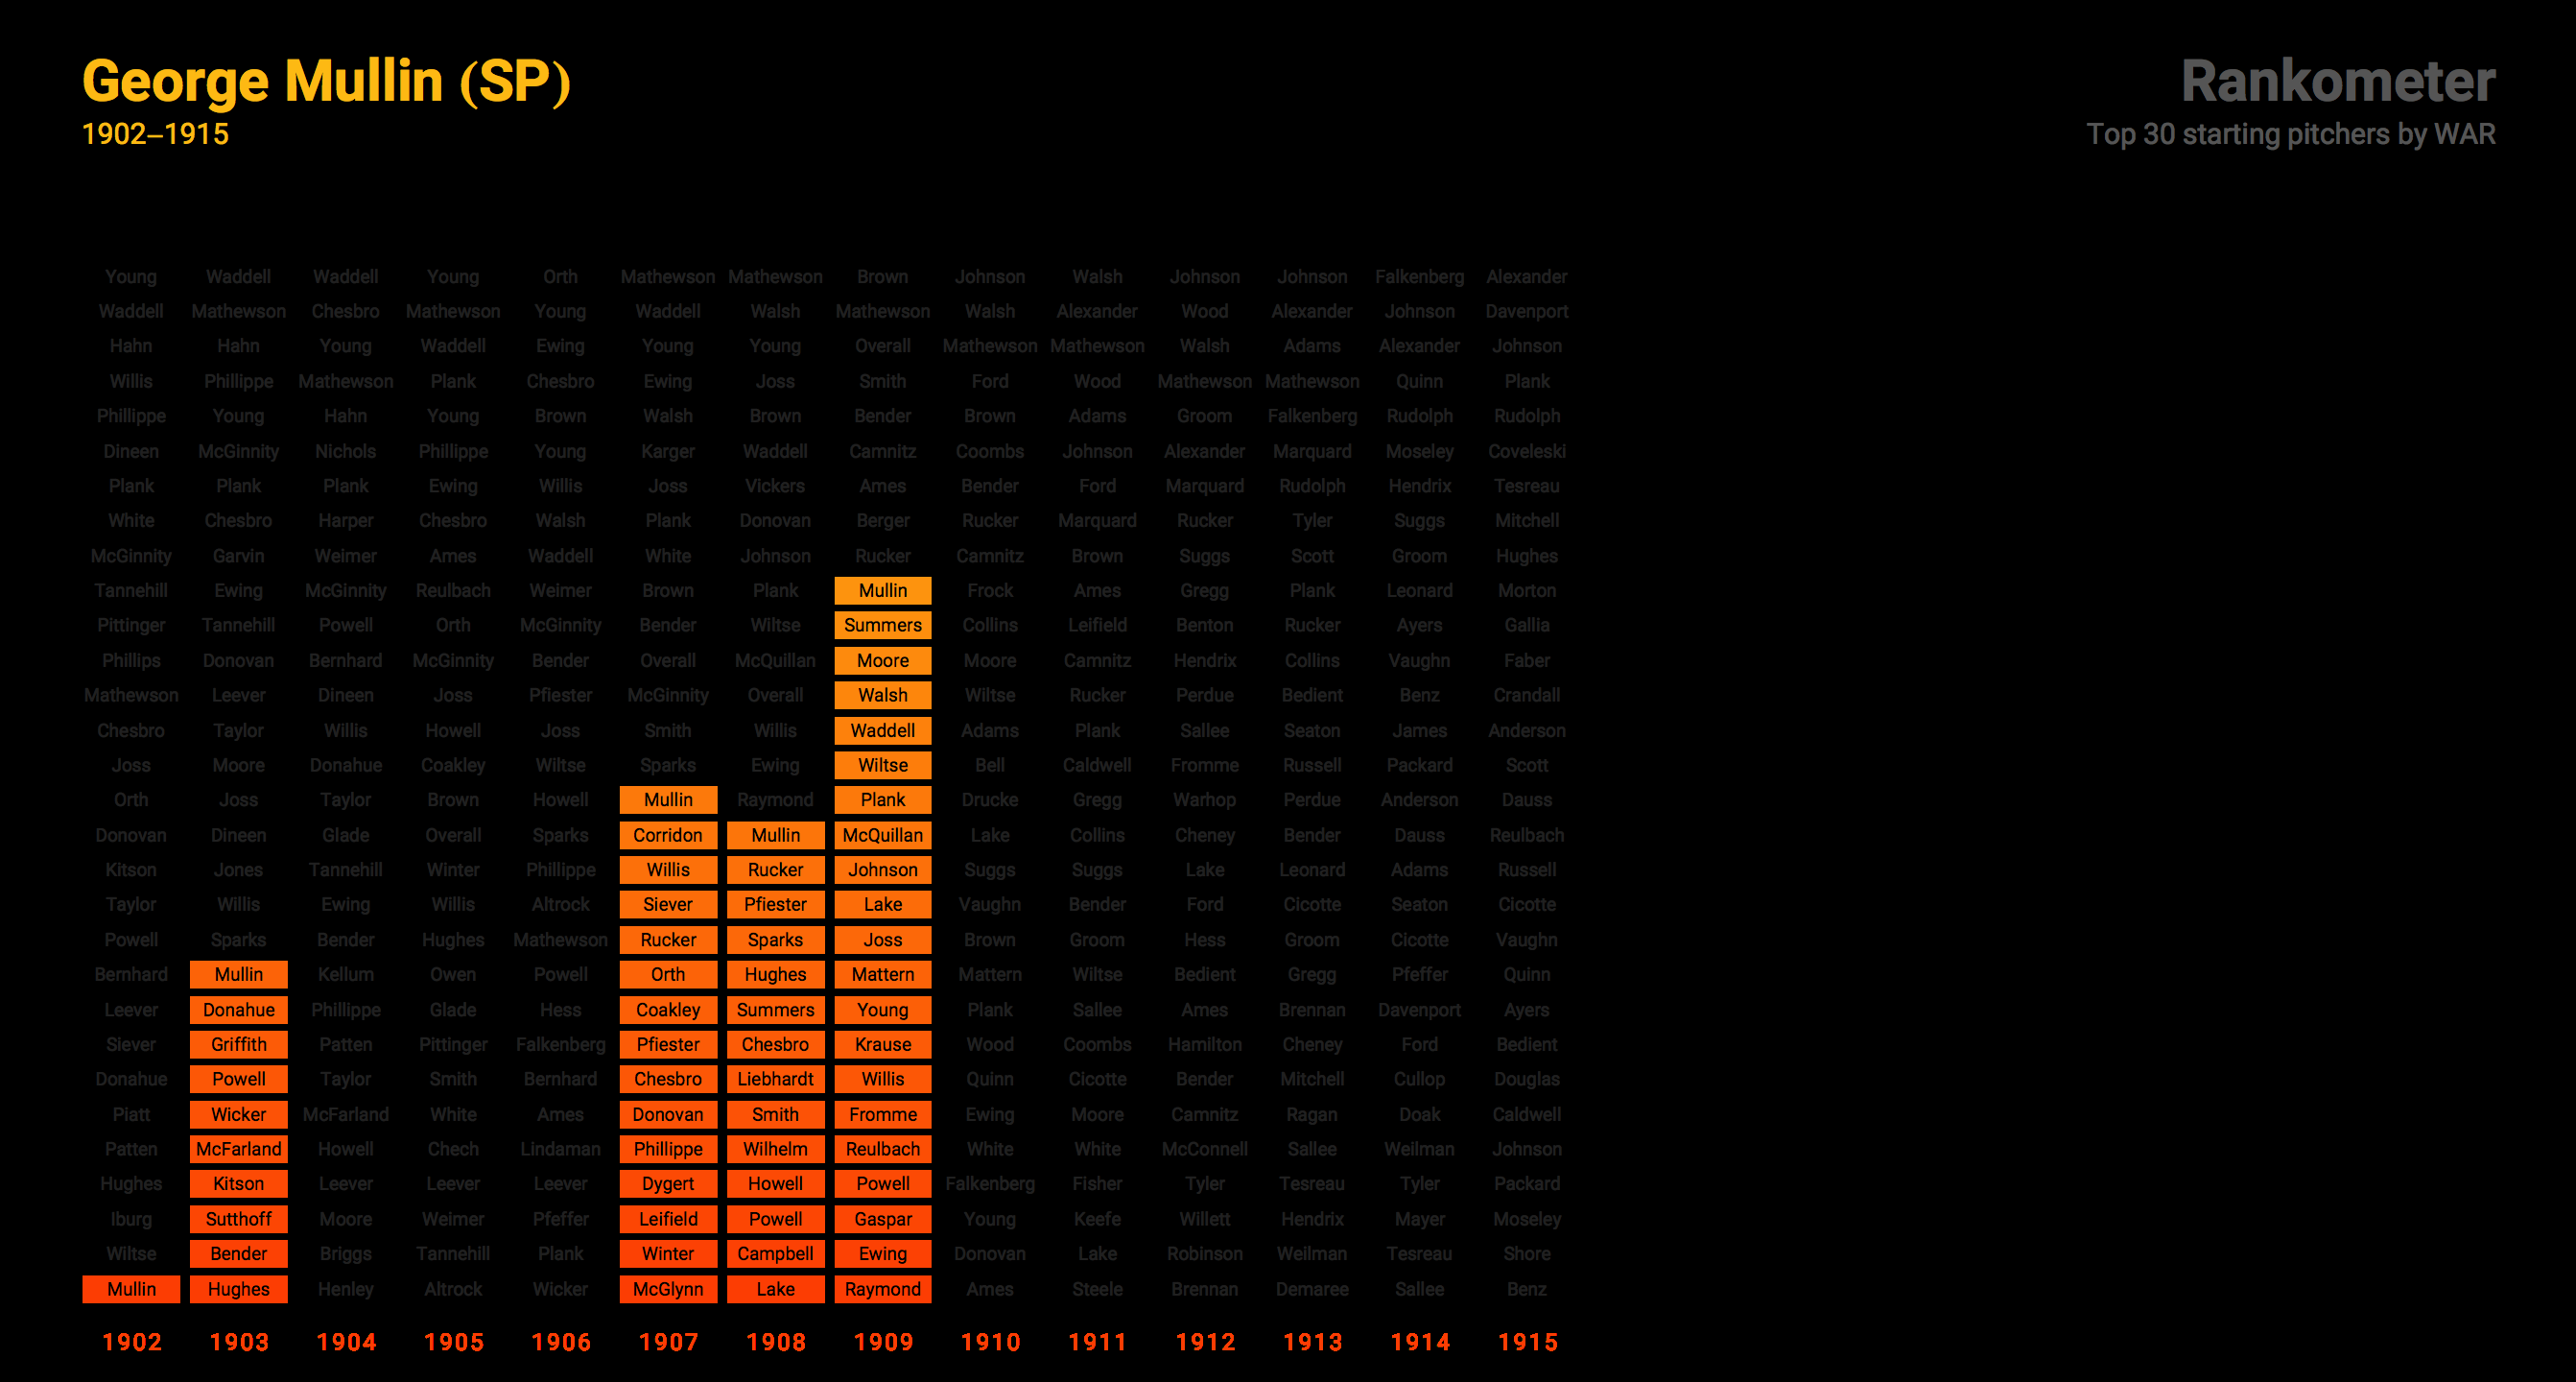 George Mullin (SP)
1902–1915
Rankometer
Top 30 starting pitchers by WAR
Young Waddell Waddell Young Orth Mathewson Mathewson Brown Johnson Walsh Johnson Johnson Falkenberg Alexander
Waddell Mathewson Chesbro Mathewson Young Waddell Walsh Mathewson Walsh Alexander Wood Alexander Johnson Davenport
Hahn Hahn Young Waddell Ewing Young Young Overall Mathewson Mathewson Walsh Adams Alexander Johnson
Willis Phillippe Mathewson Plank Chesbro Ewing Joss Smith Ford Wood Mathewson Mathewson Quinn Plank
Phillippe Young Hahn Young Brown Walsh Brown Bender Brown Adams Groom Falkenberg Rudolph Rudolph
Dineen McGinnity Nichols Phillippe Young Karger Waddell Camnitz Coombs Johnson Alexander Marquard Moseley Coveleski
Plank Plank Plank Ewing Willis Joss Vickers Ames Bender Ford Marquard Rudolph Hendrix Tesreau
White Chesbro Harper Chesbro Walsh Plank Donovan Berger Rucker Marquard Rucker Tyler Suggs Mitchell
McGinnity Garvin Weimer Ames Waddell White Johnson Rucker Camnitz Brown Suggs Scott Groom Hughes
Tannehill Ewing McGinnity Reulbach Weimer Brown Plank Mullin Frock Ames Gregg Plank Leonard Morton
Pittinger Tannehill Powell Orth McGinnity Bender Wiltse Summers Collins Leifield Benton Rucker Ayers Gallia
Phillips Donovan Bernhard McGinnity Bender Overall McQuillan Moore Moore Camnitz Hendrix Collins Vaughn Faber
Mathewson Leever Dineen Joss Pfiester McGinnity Overall Walsh Wiltse Rucker Perdue Bedient Benz Crandall
Chesbro Taylor Willis Howell Joss Smith Willis Waddell Adams Plank Sallee Seaton James Anderson
Joss Moore Donahue Coakley Wiltse Sparks Ewing Wiltse Bell Caldwell Fromme Russell Packard Scott
Orth Joss Taylor Brown Howell Mullin Raymond Plank Drucke Gregg Warhop Perdue Anderson Dauss
Donovan Dineen Glade Overall Sparks Corridon Mullin McQuillan Lake Collins Cheney Bender Dauss Reulbach
Kitson Jones Tannehill Winter Phillippe Willis Rucker Johnson Suggs Suggs Lake Leonard Adams Russell
Taylor Willis Ewing Willis Altrock Siever Pfiester Lake Vaughn Bender Ford Cicotte Seaton Cicotte
Powell Sparks Bender Hughes Mathewson Rucker Sparks Joss Brown Groom Hess Groom Cicotte Vaughn
Bernhard Mullin Kellum Owen Powell Orth Hughes Mattern Mattern Wiltse Bedient Gregg Pfeffer Quinn
Leever Donahue Phillippe Glade Hess Coakley Summers Young Plank Sallee Ames Brennan Davenport Ayers
Siever Griffith Patten Pittinger Falkenberg Pfiester Chesbro Krause Wood Coombs Hamilton Cheney Ford Bedient
Donahue Powell Taylor Smith Bernhard Chesbro Liebhardt Willis Quinn Cicotte Bender Mitchell Cullop Douglas
Piatt Wicker McFarland White Ames Donovan Smith Fromme Ewing Moore Camnitz Ragan Doak Caldwell
Patten McFarland Howell Chech Lindaman Phillippe Wilhelm Reulbach White White McConnell Sallee Weilman Johnson
Hughes Kitson Leever Leever Leever Dygert Howell Powell Falkenberg Fisher Tyler Tesreau Tyler Packard
Iburg Sutthoff Moore Weimer Pfeffer Leifield Powell Gaspar Young Keefe Willett Hendrix Mayer Moseley
Wiltse Bender Briggs Tannehill Plank Winter Campbell Ewing Donovan Lake Robinson Weilman Tesreau Shore
Mullin Hughes Henley Altrock Wicker McGlynn Lake Raymond Ames Steele Brennan Demaree Sallee Benz
1902 1903 1904 1905 1906 1907 1908 1909 1910 1911 1912 1913 1914 1915